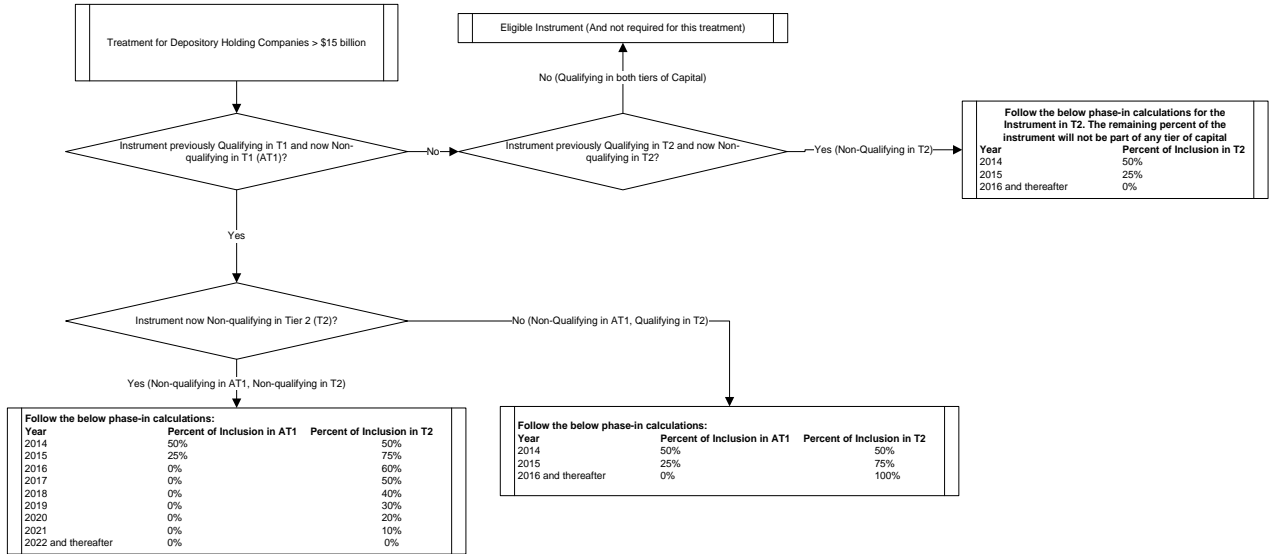 Treatment for Depository Holding Companies > $15 billion
Eligible Instrument (And not required for this treatment)
No (Qualifying in both tiers of Capital)
Instrument previously Qualifying in T1 and now Non-
qualifying in T1 (AT1)?
No
Instrument previously Qualifying in T2 and now Non-
qualifying in T2?
Yes (Non-Qualifying in T2)
Follow the below phase-in calculations for the
Instrument in T2. The remaining percent of the
instrument will not be part of any tier of capital
Year Percent of Inclusion in T2
2014 50%
2015 25%
2016 and thereafter 0%
Yes
Instrument now Non-qualifying in Tier 2 (T2)?
No (Non-Qualifying in AT1, Qualifying in T2)
Yes (Non-qualifying in AT1, Non-qualifying in T2)
Follow the below phase-in calculations:
Year Percent of Inclusion in AT1 Percent of Inclusion in T2
2014 50% 50%
2015 25% 75%
2016 0% 60%
2017 0% 50%
2018 0% 40%
2019 0% 30%
2020 0% 20%
2021 0% 10%
2022 and thereafter 0% 0%
Follow the below phase-in calculations:
Year Percent of Inclusion in AT1 Percent of Inclusion in T2
2014 50% 50%
2015 25% 75%
2016 and thereafter 0% 100%